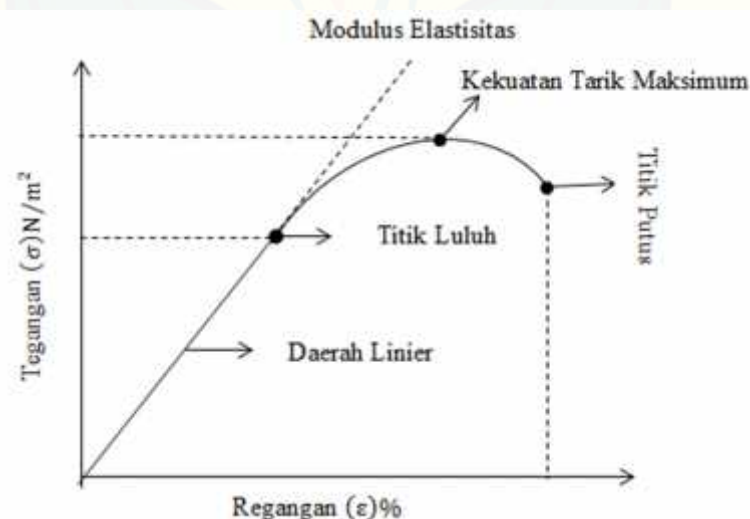 Modulus Elastisitas
Kekuatan Tarik Maksimum
Titik Putus
Tegangan (σ)N/m²
Titik Luluh
Daerah Linier
Regangan (ε)%